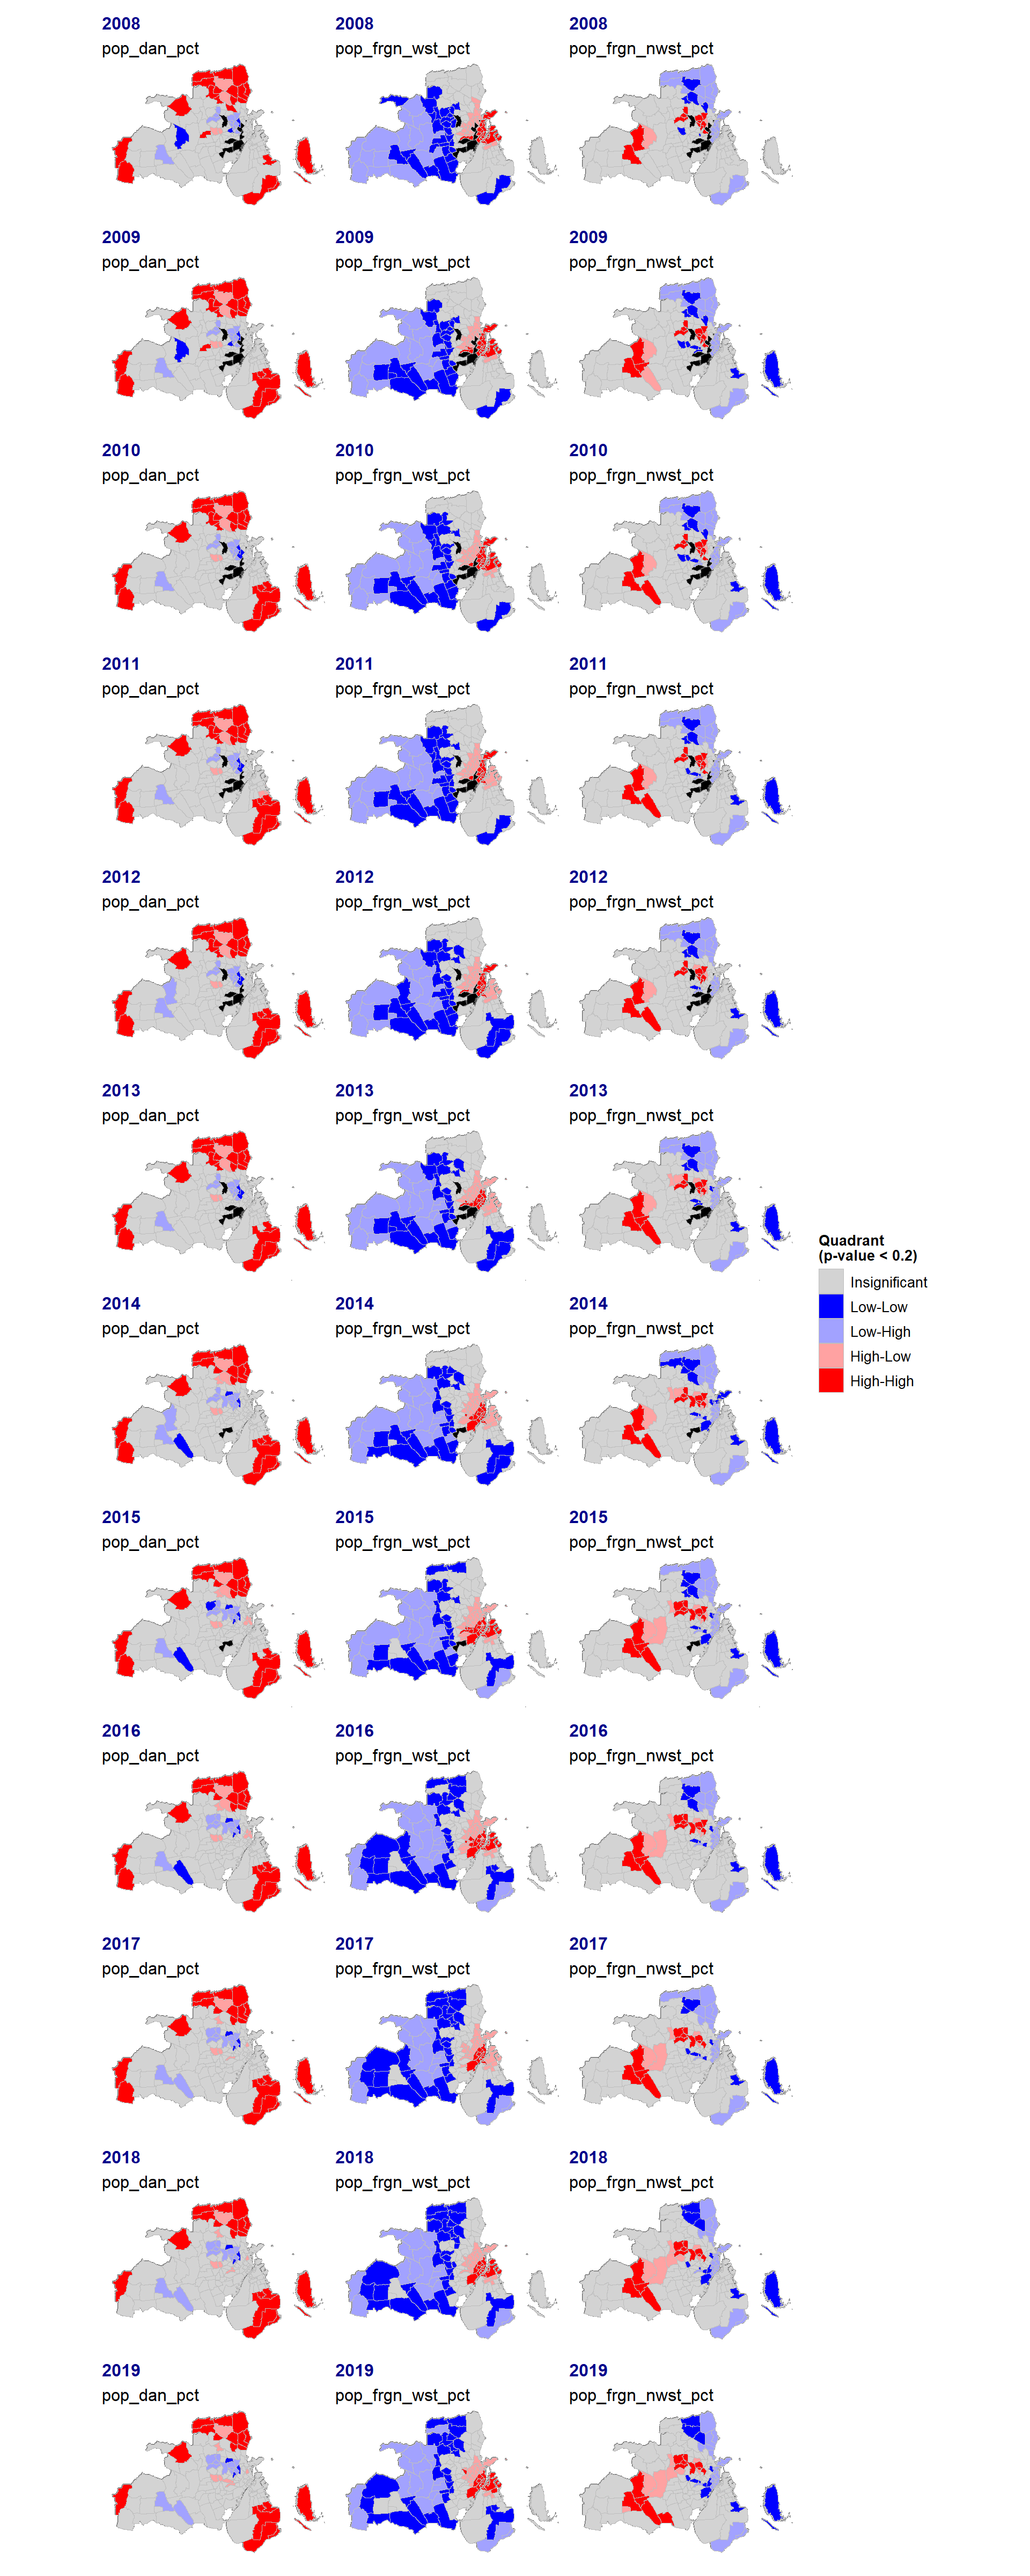 2008 2008 2008
pop_dan_pct pop_frgn_wst_pct pop_frgn_nwst_pct
2009 2009 2009
pop_dan_pct pop_frgn_wst_pct pop_frgn_nwst_pct
2010 2010 2010
pop_dan_pct pop_frgn_wst_pct pop_frgn_nwst_pct
2011 2011 2011
pop_dan_pct pop_frgn_wst_pct pop_frgn_nwst_pct
2012 2012 2012
pop_dan_pct pop_frgn_wst_pct pop_frgn_nwst_pct
2013 2013 2013
pop_dan_pct pop_frgn_wst_pct pop_frgn_nwst_pct
2014 2014 2014
pop_dan_pct pop_frgn_wst_pct pop_frgn_nwst_pct
2015 2015 2015
pop_dan_pct pop_frgn_wst_pct pop_frgn_nwst_pct
2016 2016 2016
pop_dan_pct pop_frgn_wst_pct pop_frgn_nwst_pct
2017 2017 2017
pop_dan_pct pop_frgn_wst_pct pop_frgn_nwst_pct
2018 2018 2018
pop_dan_pct pop_frgn_wst_pct pop_frgn_nwst_pct
2019 2019 2019
pop_dan_pct pop_frgn_wst_pct pop_frgn_nwst_pct
Quadrant
(p-value < 0.2)
Insignificant
Low-Low
Low-High
High-Low
High-High